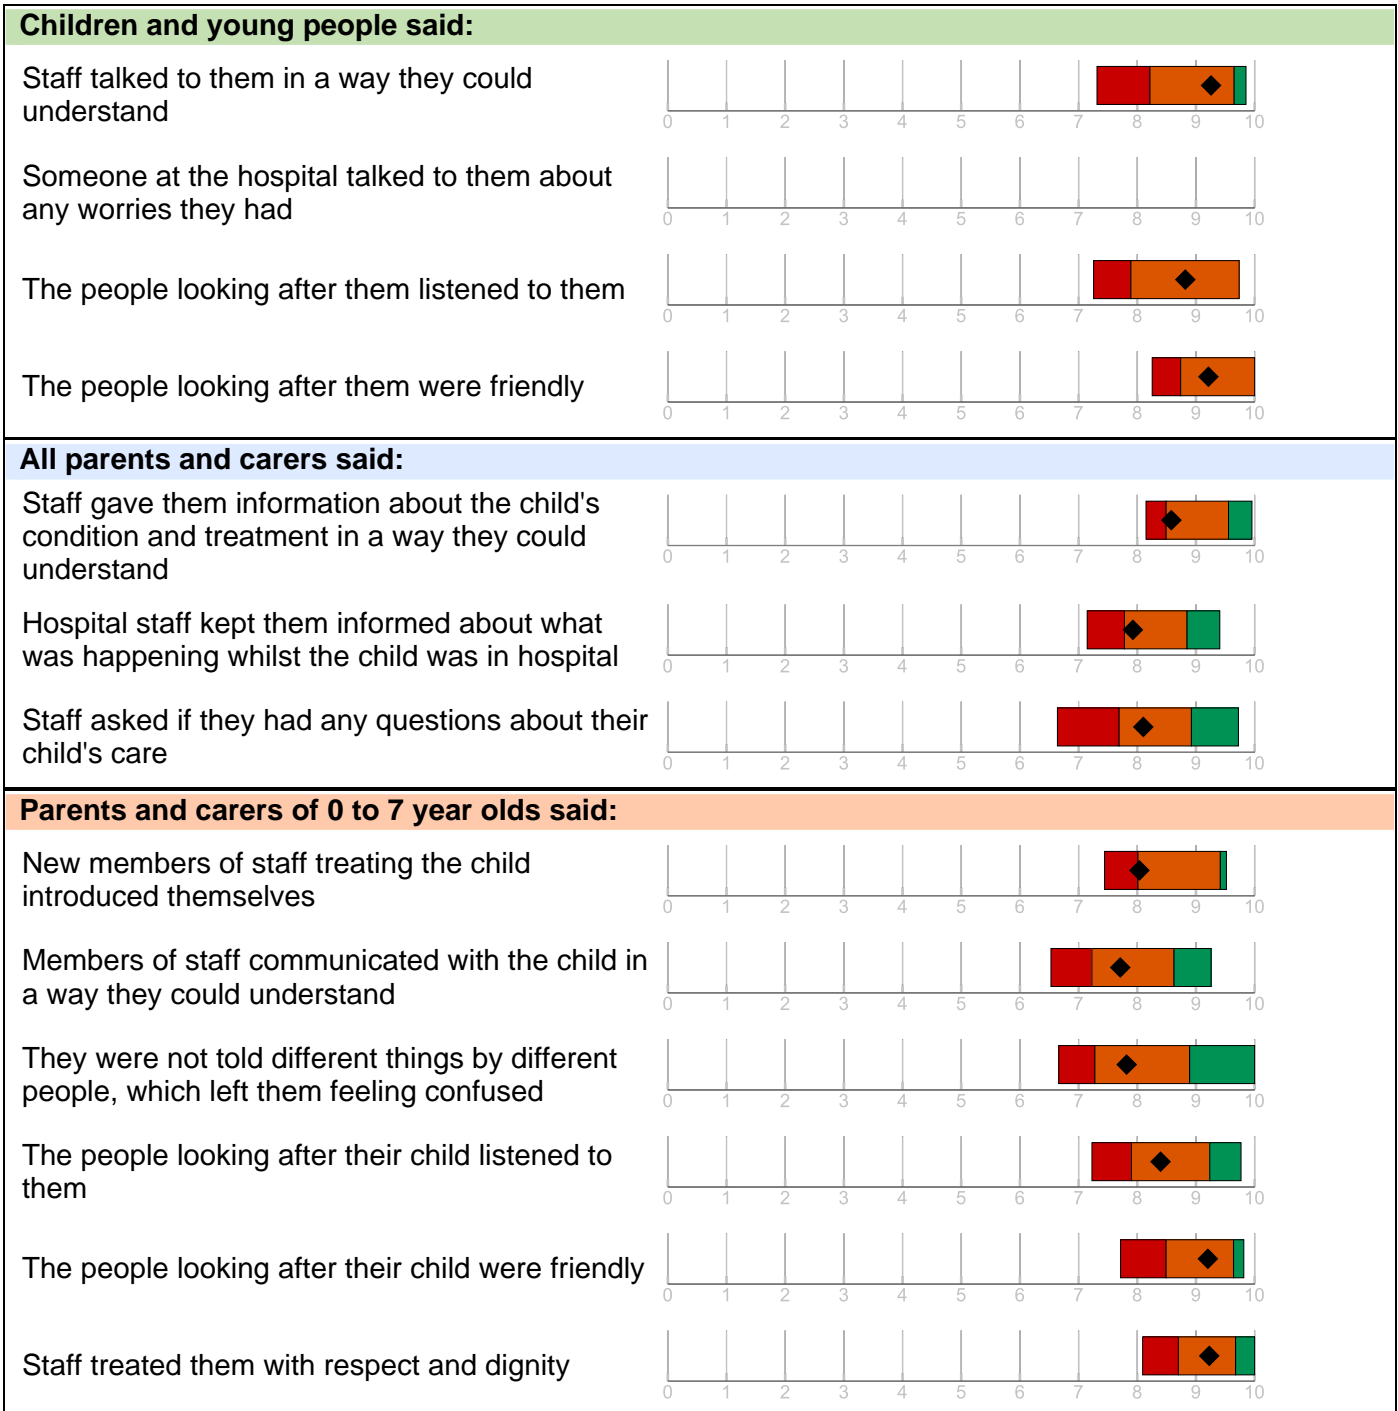 Children and young people said:
Staff talked to them in a way they could
understand
0 1 2 3 4 5 6 7 8 9 10
Someone at the hospital talked to them about
any worries they had
0 1 2 3 4 5 6 7 8 9 10
The people looking after them listened to them
0 1 2 3 4 5 6 7 8 9 10
The people looking after them were friendly
0 1 2 3 4 5 6 7 8 9 10
All parents and carers said:
Staff gave them information about the child's
condition and treatment in a way they could
understand
0 1 2 3 4 5 6 7 8 9 10
Hospital staff kept them informed about what
was happening whilst the child was in hospital
0 1 2 3 4 5 6 7 8 9 10
Staff asked if they had any questions about their
child's care
0 1 2 3 4 5 6 7 8 9 10
Parents and carers of 0 to 7 year olds said:
New members of staff treating the child
introduced themselves
0 1 2 3 4 5 6 7 8 9 10
Members of staff communicated with the child in
a way they could understand
0 1 2 3 4 5 6 7 8 9 10
They were not told different things by different
people, which left them feeling confused
0 1 2 3 4 5 6 7 8 9 10
The people looking after their child listened to
them
0 1 2 3 4 5 6 7 8 9 10
The people looking after their child were friendly
0 1 2 3 4 5 6 7 8 9 10
Staff treated them with respect and dignity
0 1 2 3 4 5 6 7 8 9 10